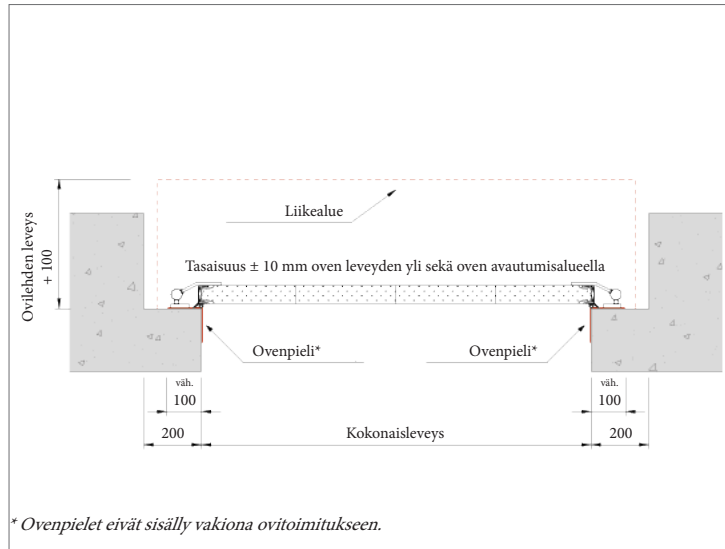 Ovilehden leveys
+ 100
Liikealue
Tasaisuus ± 10 mm oven leveyden yli sekä oven avautumisalueella
Ovenpieli*
Ovenpieli*
väh.
100
väh.
100
200
Kokonaisleveys
200
* Ovenpielet eivät sisälly vakiona ovitoimitukseen.